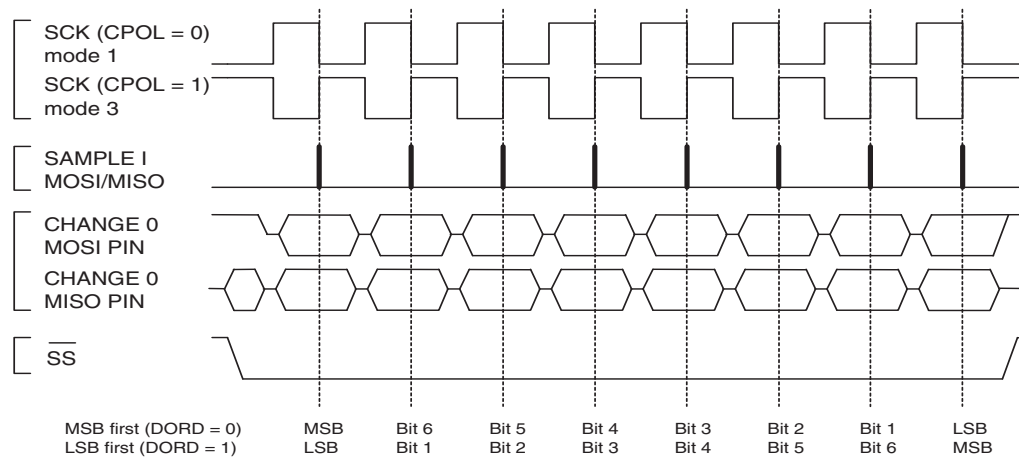 SCK (CPOL = 0)
mode 1
SCK (CPOL = 1)
mode 3
SAMPLE I
MOSI/MISO
CHANGE 0
MOSI PIN
CHANGE 0
MISO PIN
SS
MSB first (DORD = 0) MSB Bit 6 Bit 5 Bit 4 Bit 3 Bit 2 Bit 1 LSB
LSB first (DORD = 1) LSB Bit 1 Bit 2 Bit 3 Bit 4 Bit 5 Bit 6 MSB